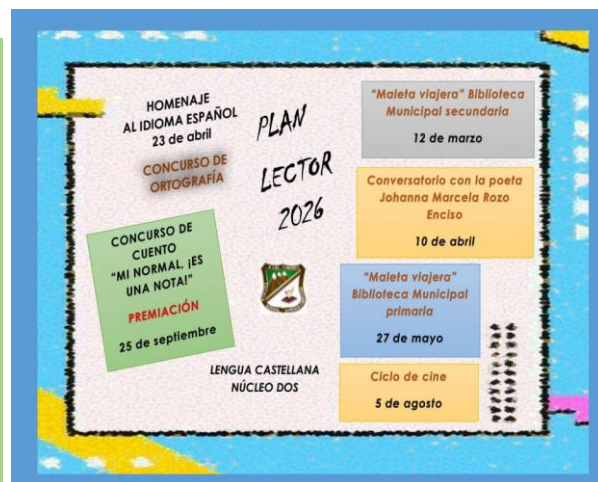 HOMENAJE
AL IDIOMA ESPAÑOL
23 de abril
CONCURSO DE
ORTOGRAFÍA
CONCURSO DE
CUENTO
"MI NORMAL, ¡ES
UNA NOTA!"
PREMIACIÓN
25 de septiembre
PLAN
LECTOR
2026
LENGUA CASTELLANA
NÚCLEO DOS
"Maleta viajera" Biblioteca
Municipal secundaria
12 de marzo
Conversatorio con la poeta
Johanna Marcela Rozo
Enciso
10 de abril
"Maleta viajera"
Biblioteca Municipal
primaria
27 de mayo
Ciclo de cine
5 de agosto